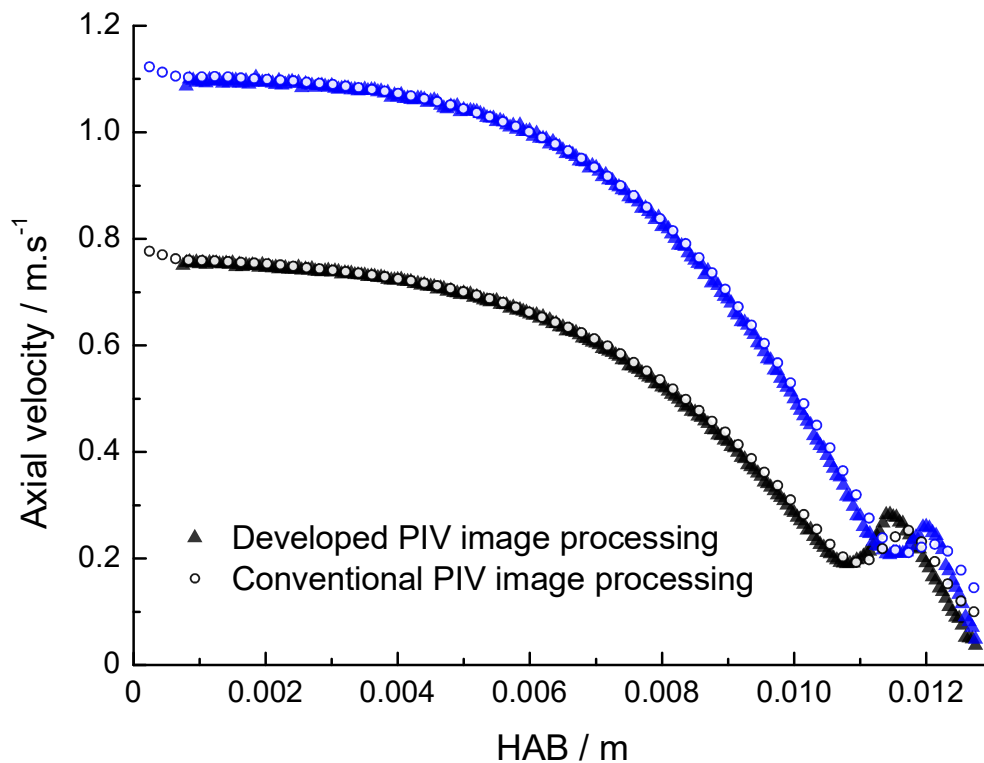 1.2
1.0
0.8
0.6
0.4
0.2
0
Axial velocity / m.s⁻¹
Developed PIV image processing
Conventional PIV image processing
0 0.002 0.004 0.006 0.008 0.010 0.012
HAB / m